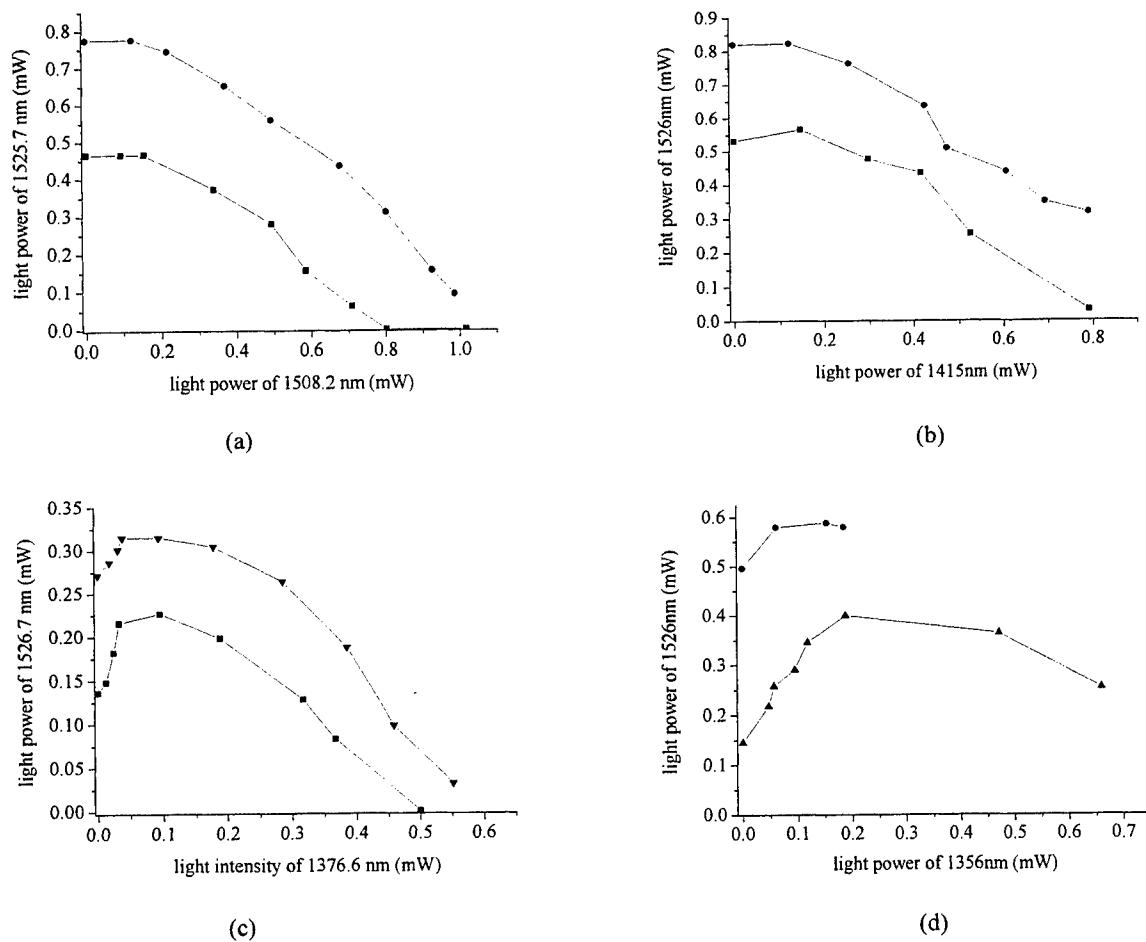 light power of 1525.7 nm (mW)
0.8
0.7
0.6
0.5
0.4
0.3
0.2
0.1
0.0
0.0 0.2 0.4 0.6 0.8 1.0
light power of 1508.2 nm (mW)
(a)
light power of 1526nm (mW)
0.9
0.8
0.7
0.6
0.5
0.4
0.3
0.2
0.1
0.0
0.0 0.2 0.4 0.6 0.8
light power of 1415nm (mW)
(b)
light power of 1526.7 nm (mW)
0.35
0.30
0.25
0.20
0.15
0.10
0.05
0.00
0.0 0.1 0.2 0.3 0.4 0.5 0.6
light intensity of 1376.6 nm (mW)
(c)
light power of 1526nm (mW)
0.6
0.5
0.4
0.3
0.2
0.1
0.0
0.0 0.1 0.2 0.3 0.4 0.5 0.6 0.7
light power of 1356nm (mW)
(d)